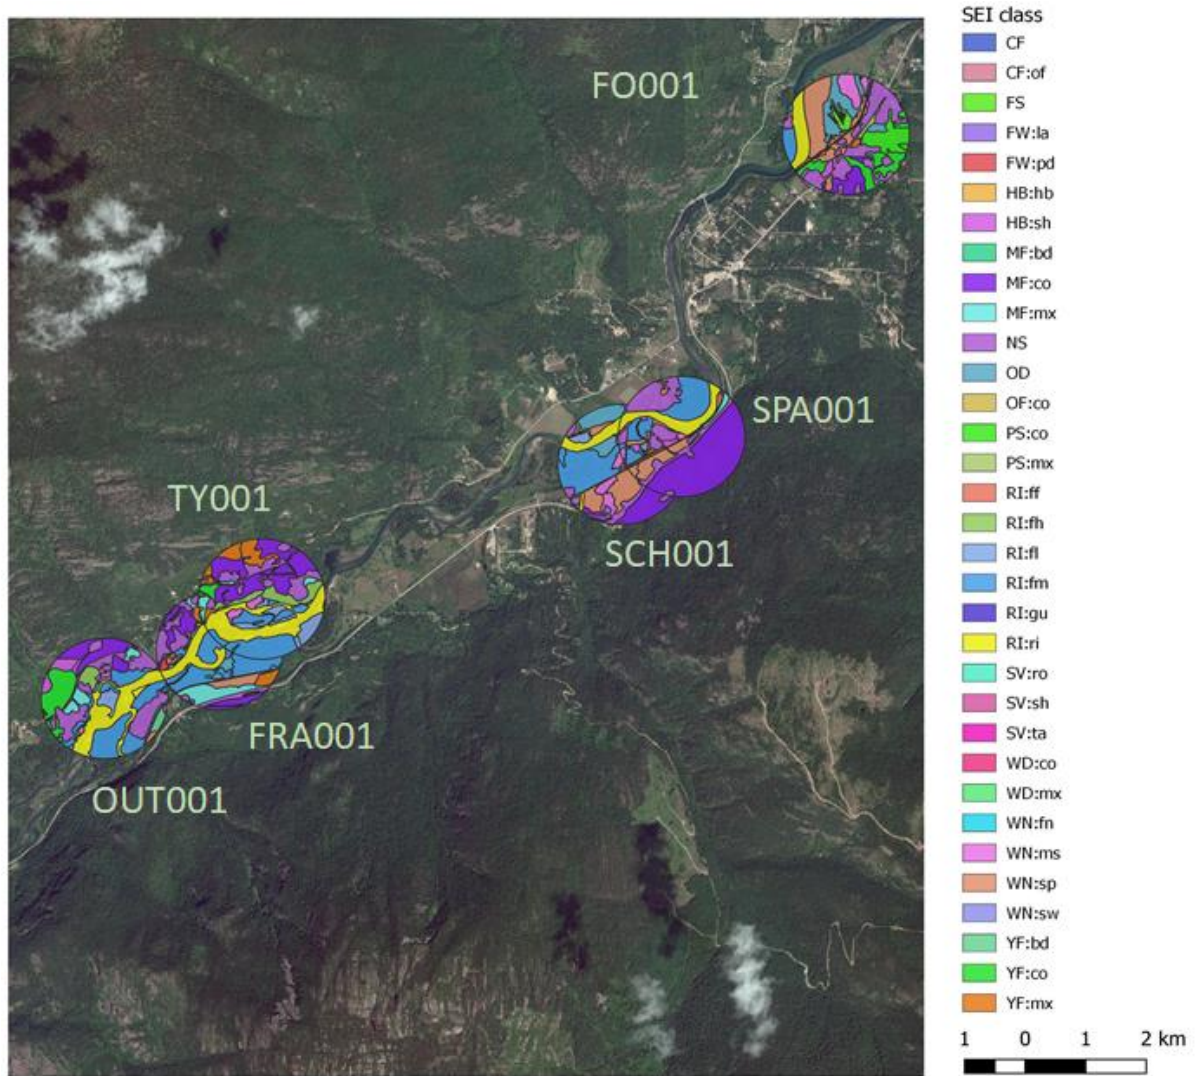 FO001
SPA001
TY001
SCH001
FRA001
OUT001
SEI class
CF
CF:of
FS
FW:la
FW:pd
HB:hb
HB:sh
MF:bd
MF:co
MF:mx
NS
OD
OF:co
PS:co
PS:mx
RI:ff
RI:fh
RI:fl
RI:fm
RI:gu
RI:ri
SV:ro
SV:sh
SV:ta
WD:co
WD:mx
WN:fn
WN:ms
WN:sp
WN:sw
YF:bd
YF:co
YF:mx
1 0 1 2 km